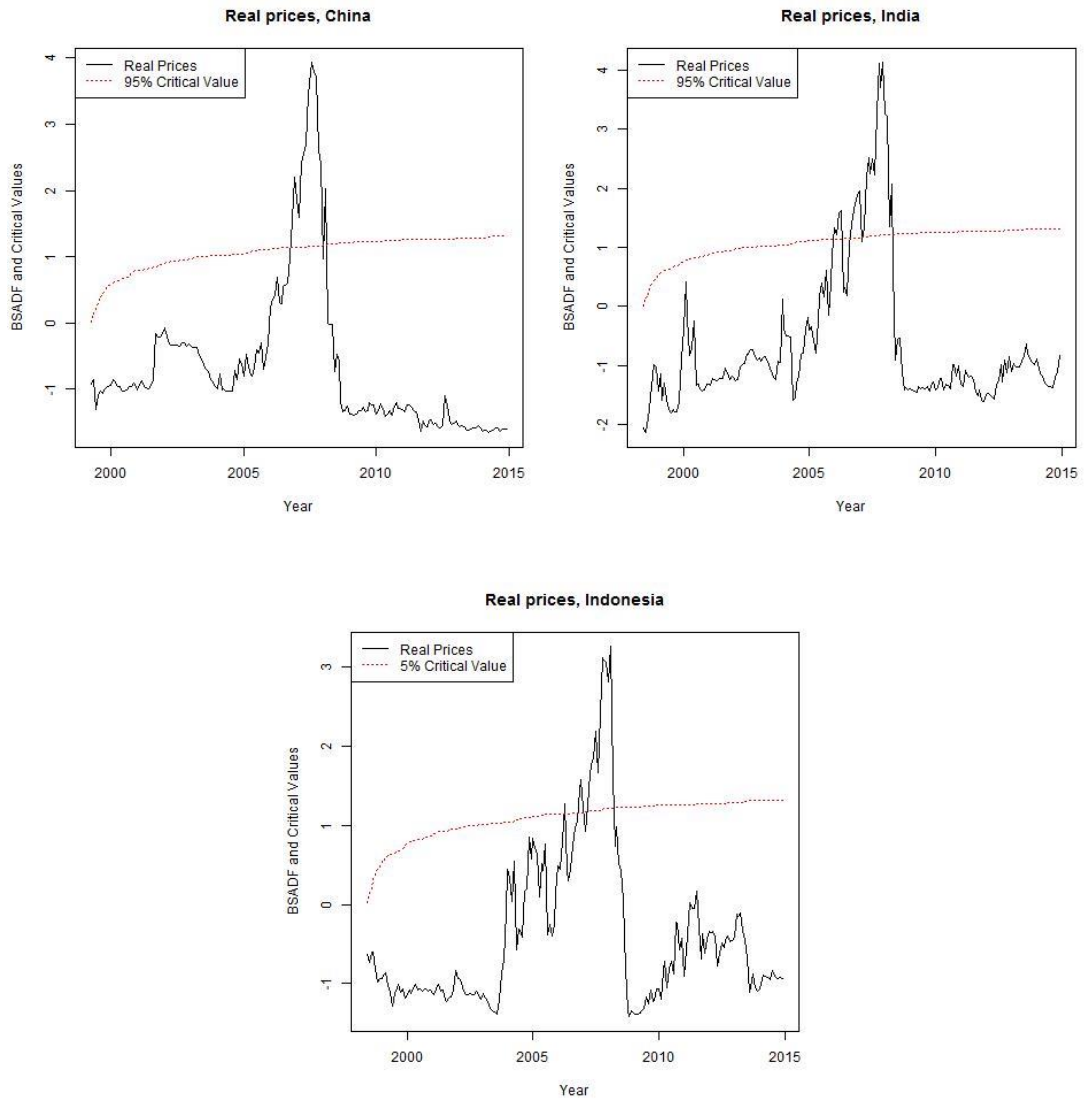 Real prices, China
Real Prices
95% Critical Value
BSADF and Critical Values
4
3
2
1
0
-1
2000 2005 2010 2015
Year
Real prices, India
Real Prices
95% Critical Value
BSADF and Critical Values
4
3
2
1
0
-1
-2
2000 2005 2010 2015
Year
Real prices, Indonesia
Real Prices
5% Critical Value
BSADF and Critical Values
3
2
1
0
-1
2000 2005 2010 2015
Year